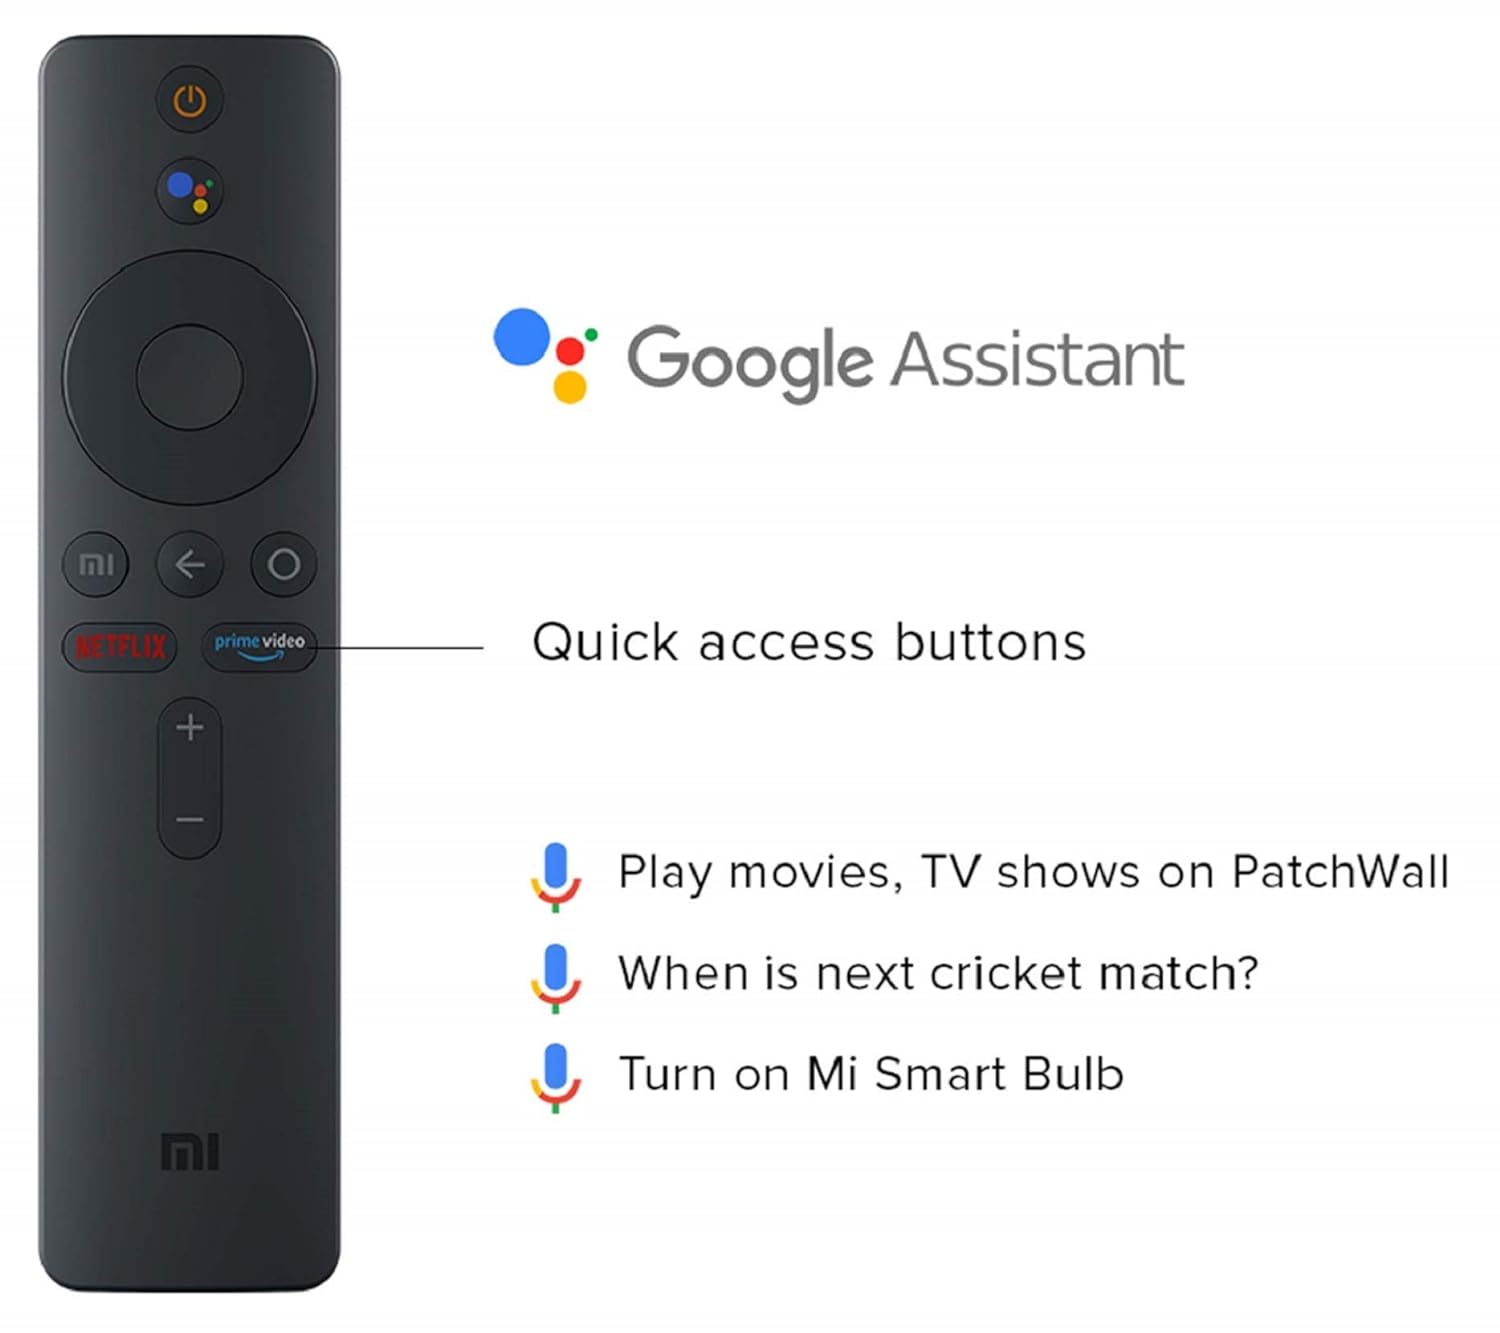 Google Assistant
mi
NETFLIX
prime video
Quick access buttons
+
−
Play movies, TV shows on PatchWall
When is next cricket match?
Turn on Mi Smart Bulb
mi